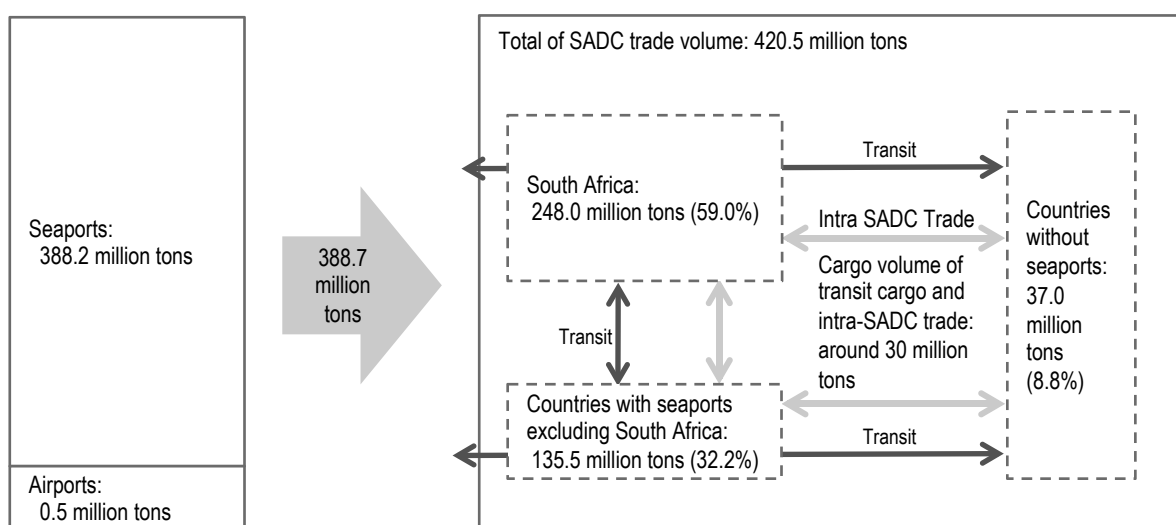 Total of SADC trade volume: 420.5 million tons
Seaports:
388.2 million tons
Airports:
0.5 million tons
388.7
million
tons
South Africa:
248.0 million tons (59.0%)
Transit
Intra SADC Trade
Cargo volume of
transit cargo and
intra-SADC trade:
around 30 million
tons
Transit
Countries with seaports
excluding South Africa:
135.5 million tons (32.2%)
Transit
Countries
without
seaports:
37.0
million
tons
(8.8%)